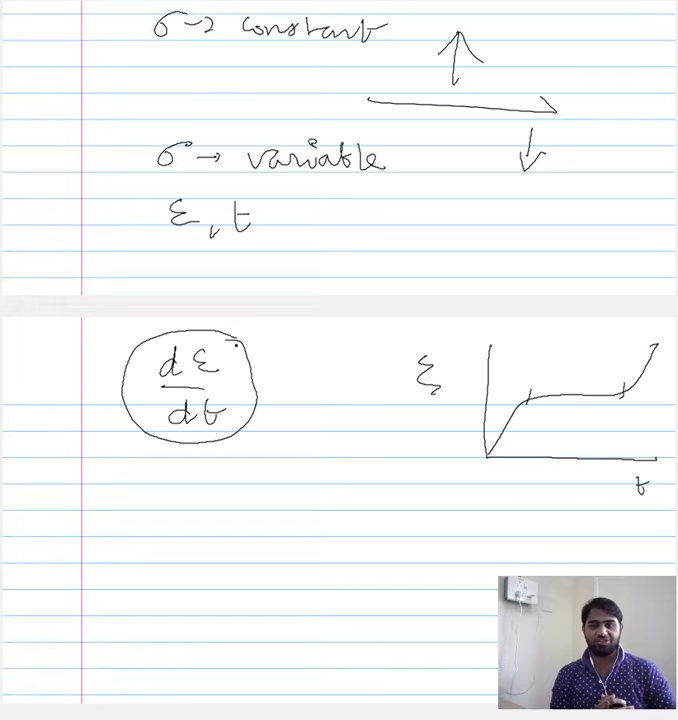 σ → constant
σ → variable
ε, t
dε
dt
ε
t